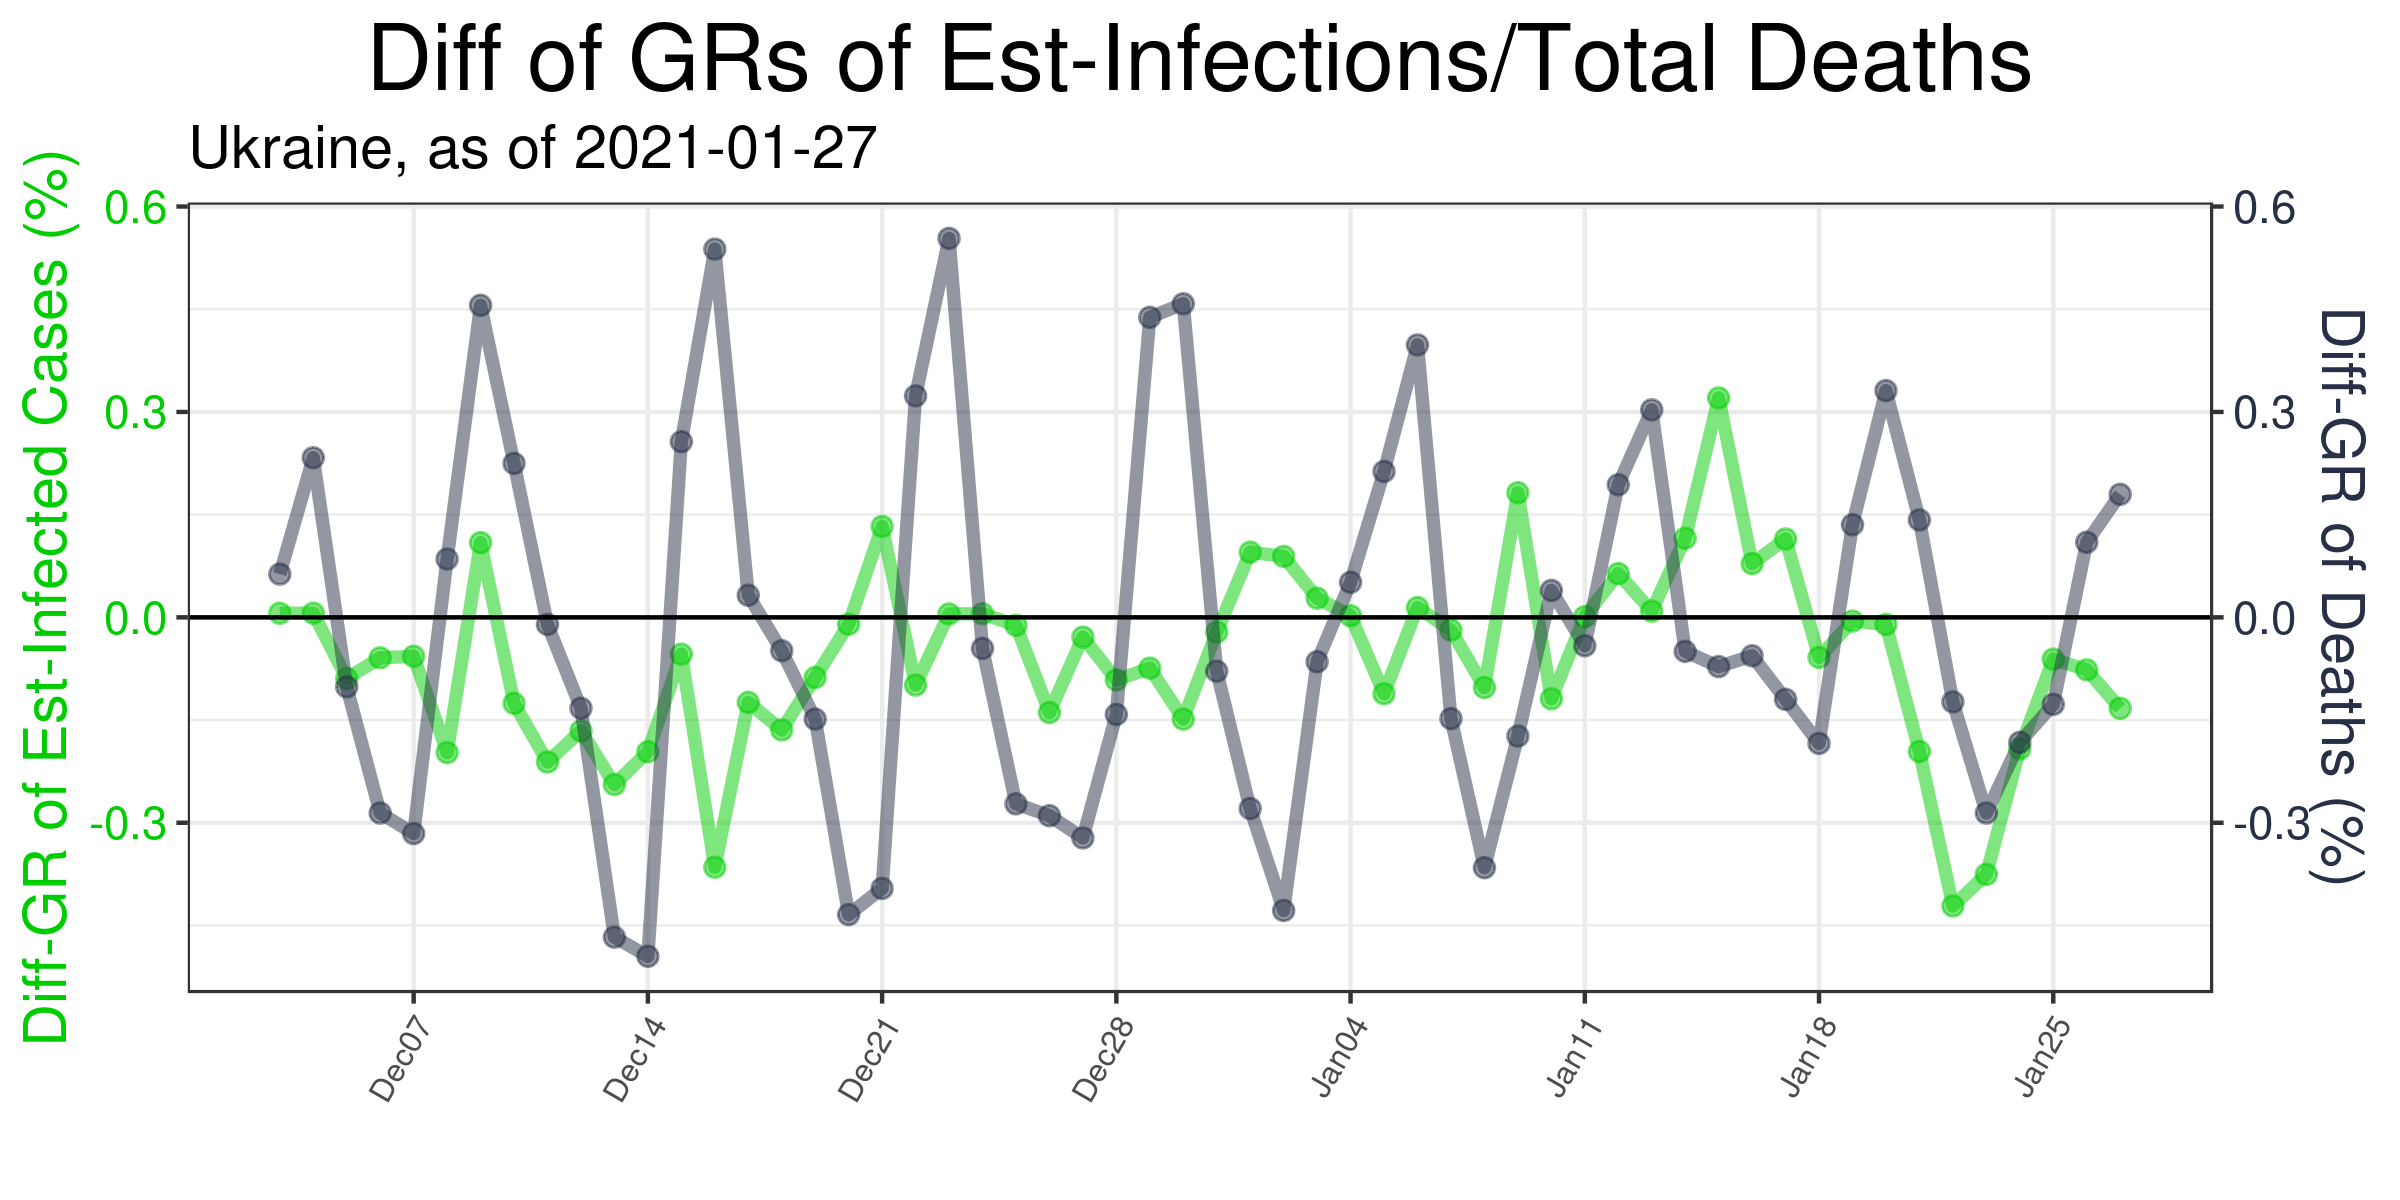 Diff of GRs of Est-Infections/Total Deaths
Ukraine, as of 2021-01-27
Diff-GR of Est-Infected Cases (%)
0.6
0.3
0.0
-0.3
0.6
0.3
0.0
-0.3
Diff-GR of Deaths (%)
Dec07
Dec14
Dec21
Dec28
Jan04
Jan11
Jan18
Jan25